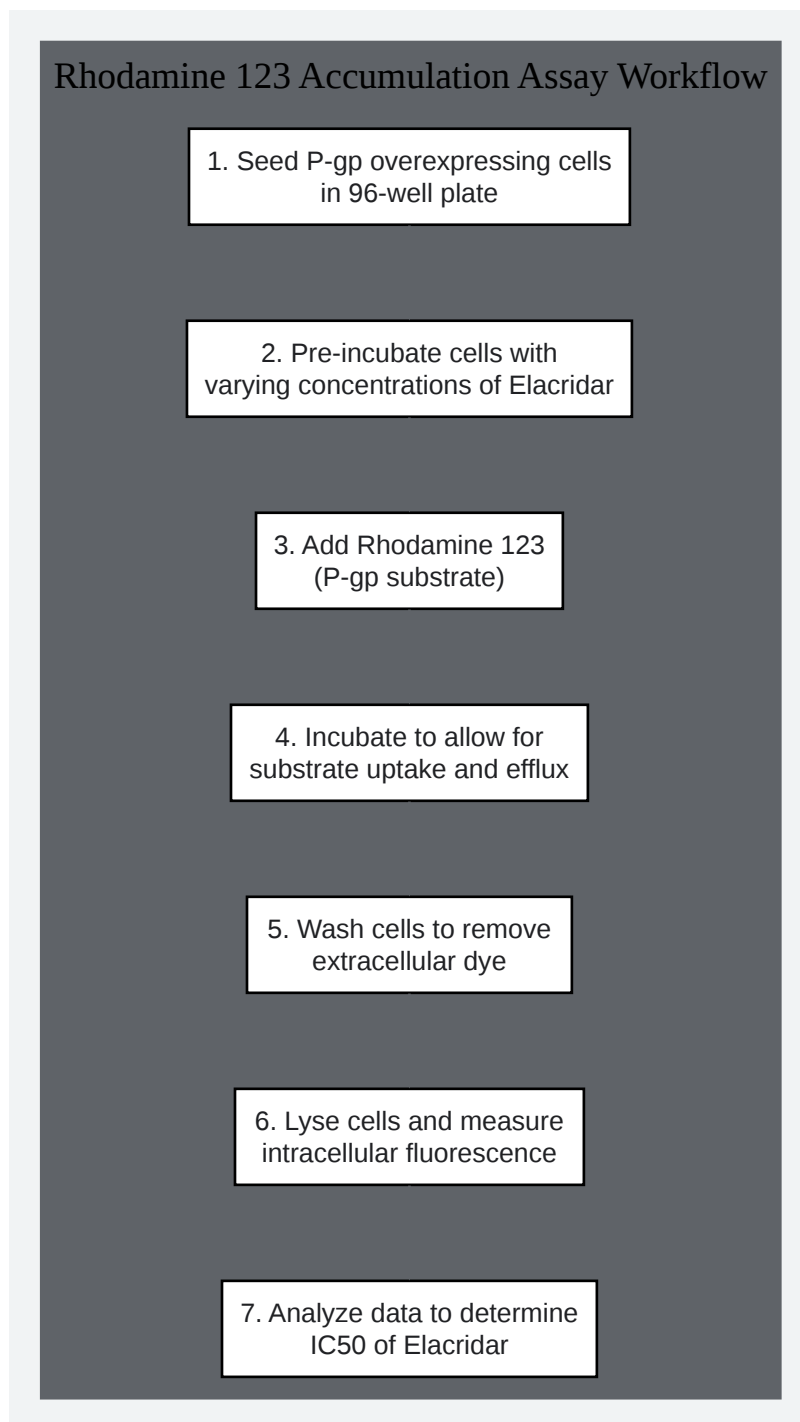 Rhodamine 123 Accumulation Assay Workflow
1. Seed P-gp overexpressing cells
in 96-well plate
2. Pre-incubate cells with
varying concentrations of Elacridar
3. Add Rhodamine 123
(P-gp substrate)
4. Incubate to allow for
substrate uptake and efflux
5. Wash cells to remove
extracellular dye
6. Lyse cells and measure
intracellular fluorescence
7. Analyze data to determine
IC50 of Elacridar